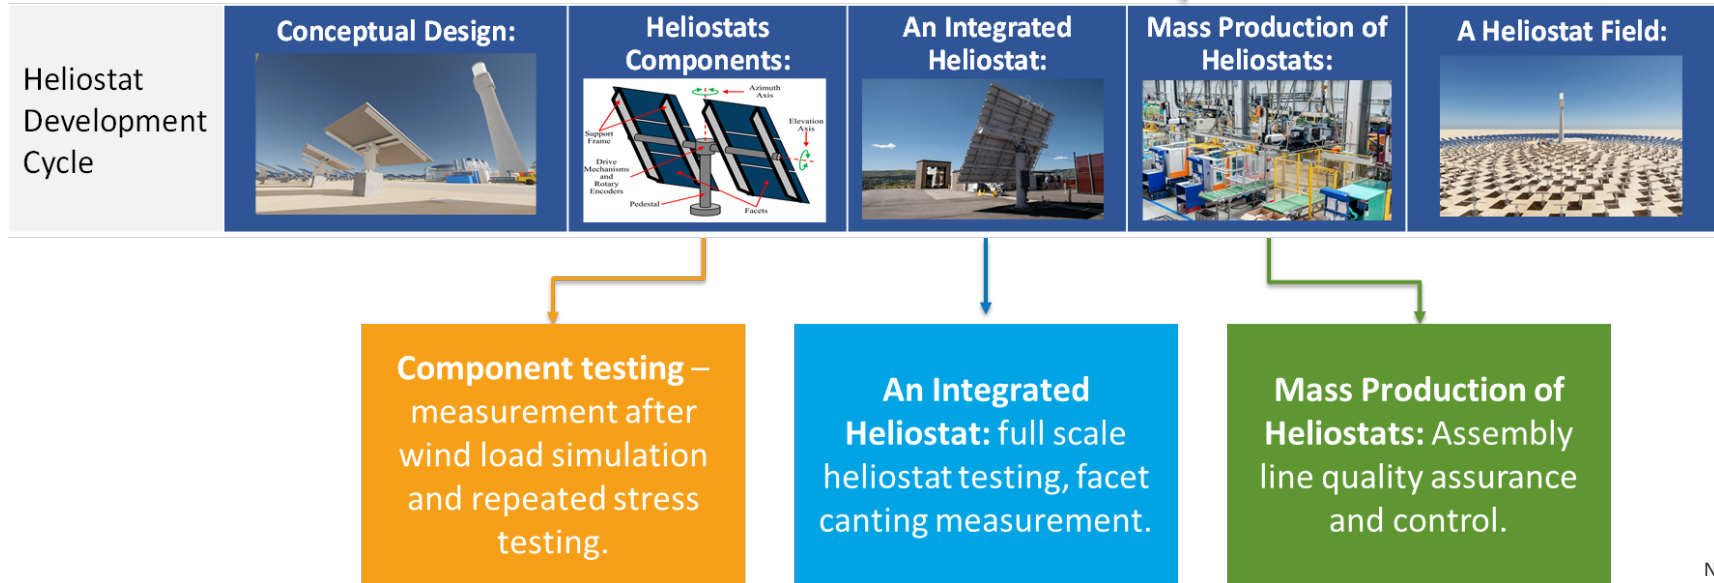 Heliostat
Development
Cycle
Conceptual Design:
Heliostats
Components:
Azimuth
Axis
Elevation
Axis
Support
Frame
Drive
Mechanisms
and
Rotary
Encoders
Pedestal
Facets
An Integrated
Heliostat:
Mass Production of
Heliostats:
A Heliostat Field:
Component testing –
measurement after
wind load simulation
and repeated stress
testing.
An Integrated
Heliostat: full scale
heliostat testing, facet
canting measurement.
Mass Production of
Heliostats: Assembly
line quality assurance
and control.
N